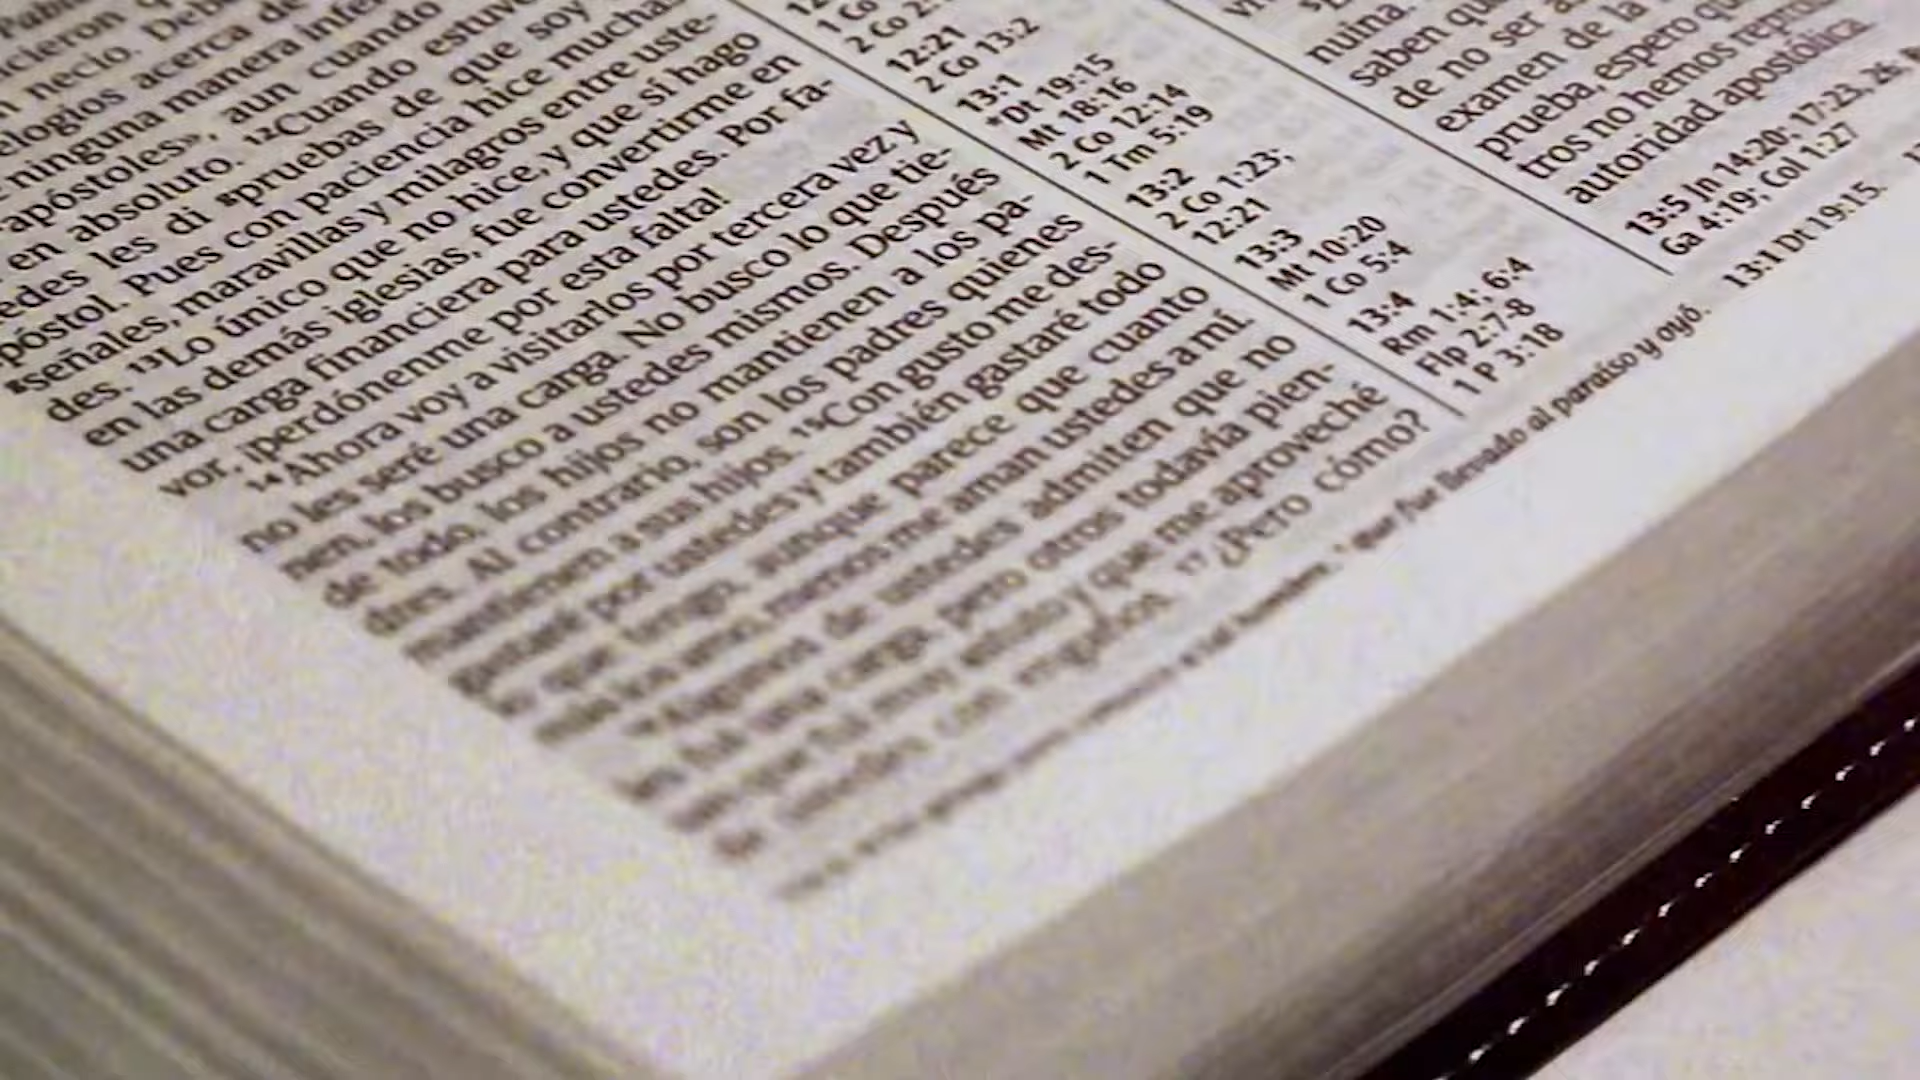 necio. Deb
elogios acerca de
ninguna manera infer
apóstoles», aun cuando
en absoluto. ¹²Cuando estuve
edes les di ᵍpruebas de que soy
póstol. Pues con paciencia hice muchas
ᵍseñales, maravillas y milagros entre uste-
des. ¹³Lo único que no hice, y que sí hago
en las demás iglesias, fue convertirme en
una carga financiera para ustedes. Por fa-
vor, ¡perdónenme por esta falta!
¹⁴Ahora voy a visitarlos por tercera vez y
no les seré una carga. No busco lo que tie-
nen, los busco a ustedes mismos. Después
de todo, los hijos no mantienen a los pa-
dres. Al contrario, son los padres quienes
mantienen a sus hijos. ¹⁵Con gusto me des-
gastaré por ustedes y también gastaré todo
lo que tengo, aunque parece que cuanto
más los amo, menos me aman ustedes a mí.
¹⁶Algunos de ustedes admiten que no
les fui una carga, pero otros todavía pien-
san que fui muy astuto y que me aproveché
de ustedes con engaños. ¹⁷¿Pero cómo?
1 Co
2 Co
12:21
2 Co 13:2
13:1
*Dt 19:15
Mt 18:16
2 Co 12:14
1 Tm 5:19
13:2
2 Co 1:23;
12:21
13:3
Mt 10:20
1 Co 5:4
13:4
Rm 1:4; 6:4
Flp 2:7-8
1 P 3:18
nuina.
saben que
de no ser a
examen de la
prueba, espero qu
tros no hemos repro
autoridad apostólica
13:5 Jn 14:20; 17:23, 26
Ga 4:19; Col 1:27
que fue llevado al paraíso y oyó. 13:1 Dt 19:15.